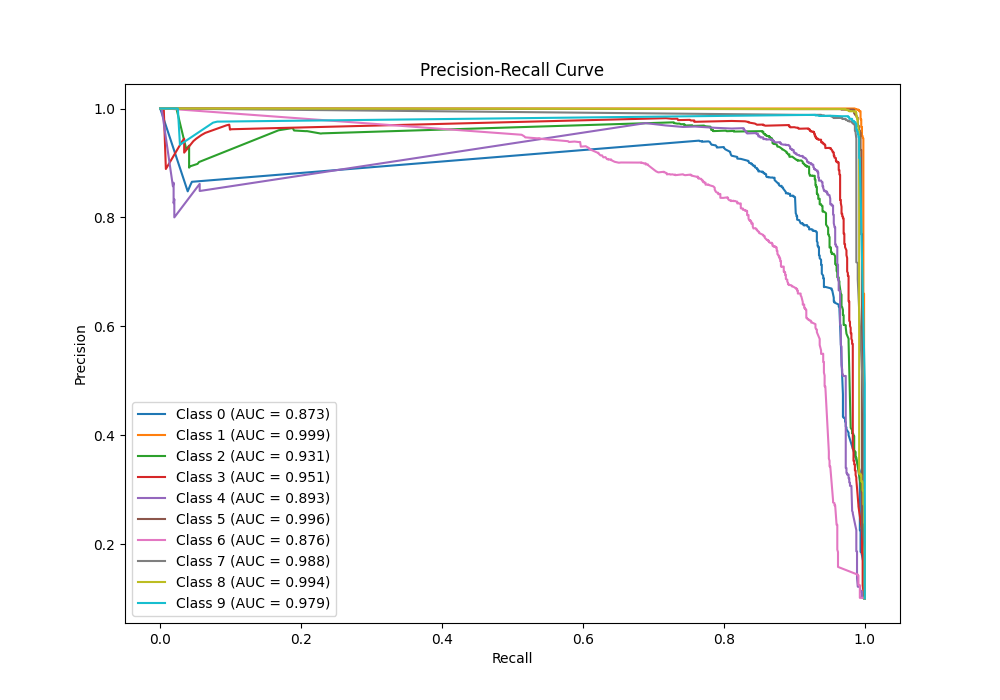 Precision-Recall Curve
Precision
1.0
0.8
0.6
0.4
0.2
Class 0 (AUC = 0.873)
Class 1 (AUC = 0.999)
Class 2 (AUC = 0.931)
Class 3 (AUC = 0.951)
Class 4 (AUC = 0.893)
Class 5 (AUC = 0.996)
Class 6 (AUC = 0.876)
Class 7 (AUC = 0.988)
Class 8 (AUC = 0.994)
Class 9 (AUC = 0.979)
0.0 0.2 0.4 0.6 0.8 1.0
Recall